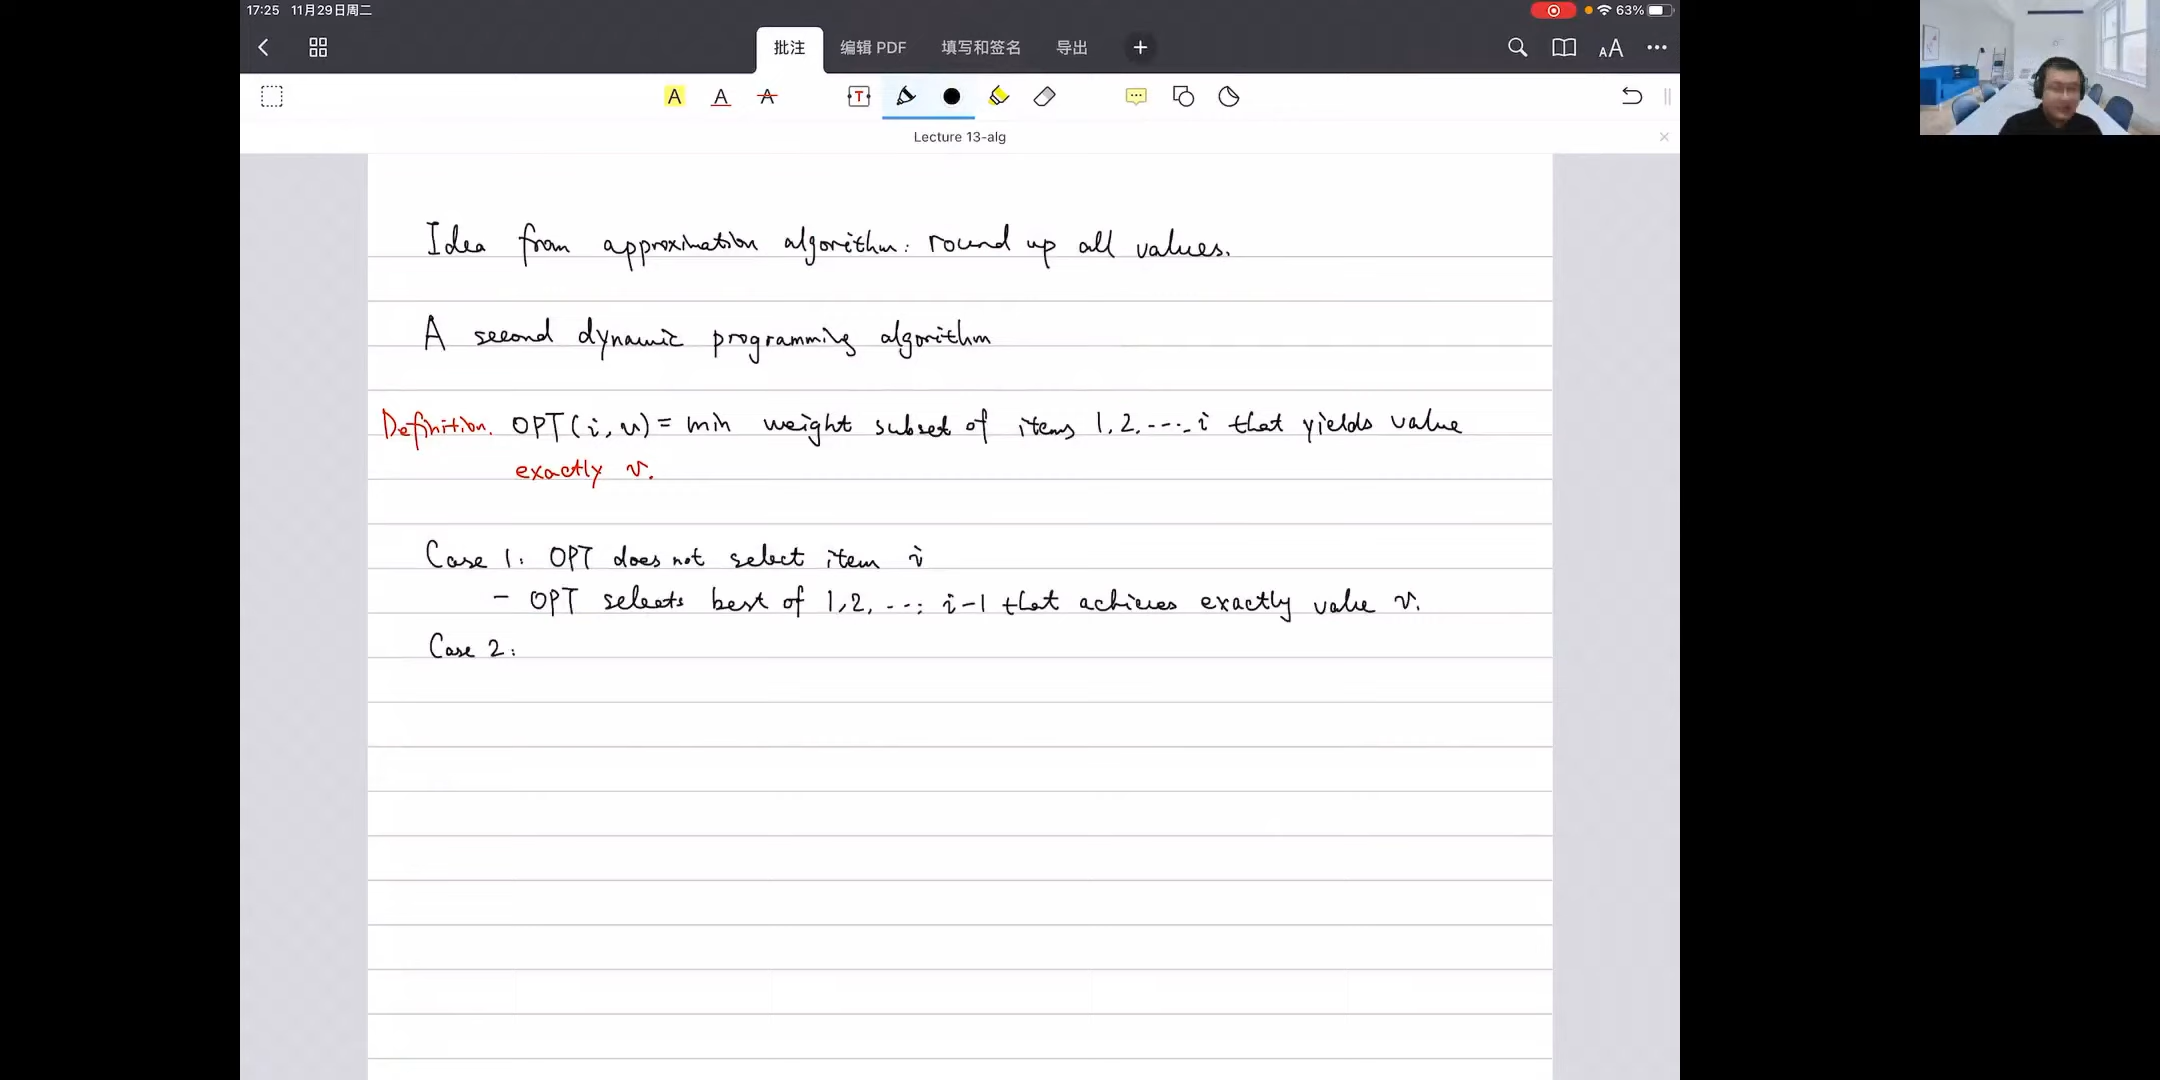 17:25 11月29日周二
63%
批注 编辑 PDF 填写和签名 导出
AA
A A A T
Lecture 13-alg
Idea from approximation algorithm: round up all values.
A second dynamic programming algorithm
Definition. OPT(i, v) = min weight subset of items 1, 2, ..., i that yields value
exactly v.
Case 1: OPT does not select item i
- OPT selects best of 1, 2, ..., i-1 that achieves exactly value v.
Case 2: